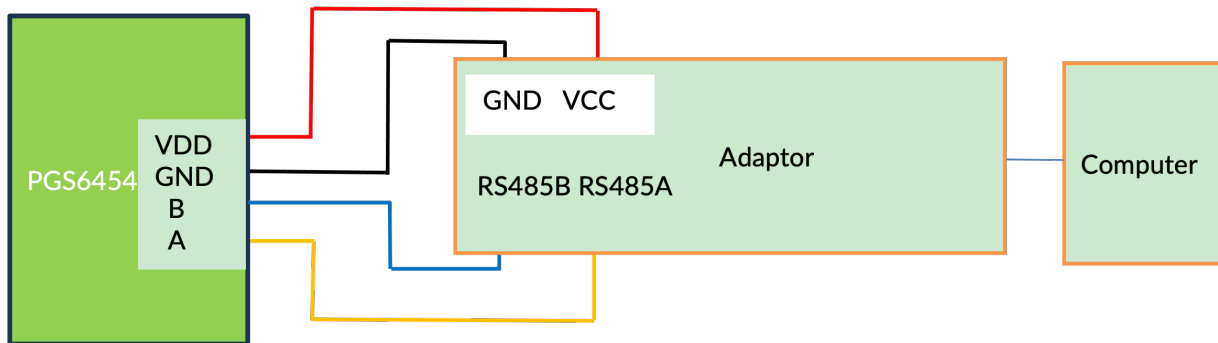 PGS6454
VDD
GND
B
A
GND VCC
RS485B RS485A
Adaptor
Computer